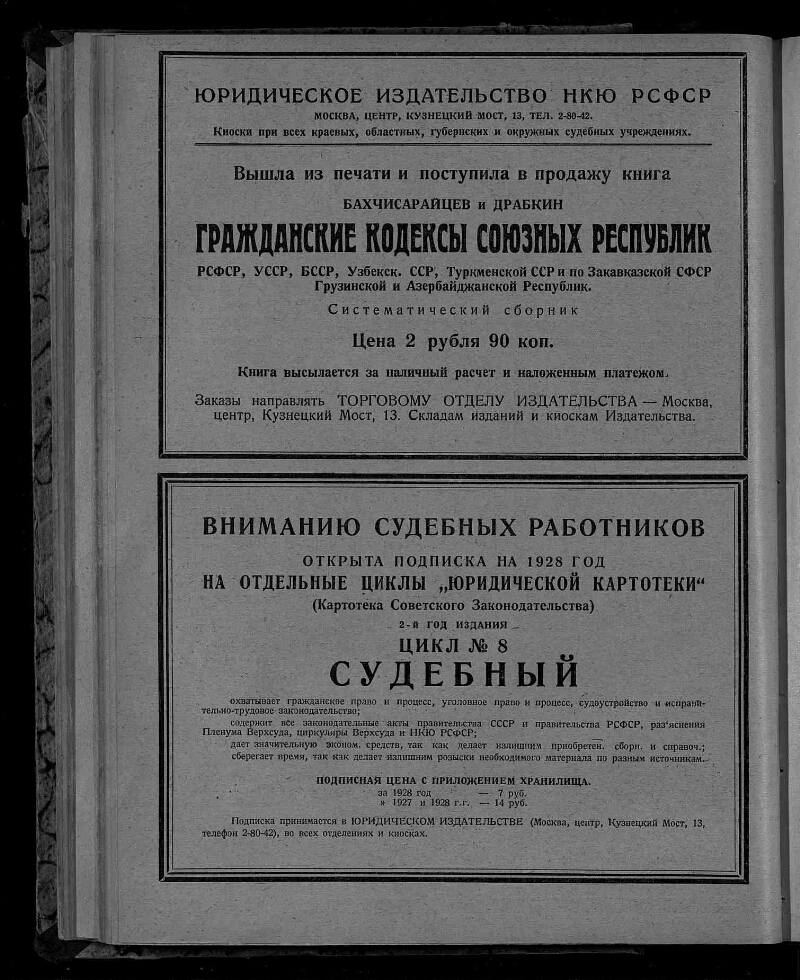 ЮРИДИЧЕСКОЕ ИЗДАТЕЛЬСТВО НКЮ РСФСР
МОСКВА, ЦЕНТР, КУЗНЕЦКИЙ МОСТ, 13, ТЕЛ. 2-80-42.
Киоски при всех краевых, областных, губернских и окружных судебных учреждениях.
Вышла из печати и поступила в продажу книга
БАХЧИСАРАЙЦЕВ и ДРАБКИН
ГРАЖДАНСКИЕ КОДЕКСЫ СОЮЗНЫХ РЕСПУБЛИК
РСФСР, УССР, БССР, Узбекск. ССР, Туркменской ССР и по Закавказской СФСР
Грузинской и Азербайджанской Республик.
Систематический сборник
Цена 2 рубля 90 коп.
Книга высылается за наличный расчет и наложенным платежом.
Заказы направлять ТОРГОВОМУ ОТДЕЛУ ИЗДАТЕЛЬСТВА — Москва,
центр, Кузнецкий Мост, 13. Складам изданий и киоскам Издательства.
ВНИМАНИЮ СУДЕБНЫХ РАБОТНИКОВ
ОТКРЫТА ПОДПИСКА НА 1928 ГОД
НА ОТДЕЛЬНЫЕ ЦИКЛЫ „ЮРИДИЧЕСКОЙ КАРТОТЕКИ“
(Картотека Советского Законодательства)
2-й ГОД ИЗДАНИЯ
ЦИКЛ № 8
СУДЕБНЫЙ
охватывает гражданское право и процесс, уголовное право и процесс, судоустройство и исправи-
тельно-трудовое законодательство;
содержит все законодательные акты правительства СССР и правительства РСФСР, раз'яснения
Пленума Верхсуда, циркуляры Верхсуда и НКЮ РСФСР;
дает значительную эконом. средств, так как делает излишним приобретен. сборн. и справоч.;
сберегает время, так как делает излишним розыски необходимого материала по разным источникам.
ПОДПИСНАЯ ЦЕНА С ПРИЛОЖЕНИЕМ ХРАНИЛИЩА.
за 1928 год — 7 руб.
» 1927 и 1928 г.г. — 14 руб.
Подписка принимается в ЮРИДИЧЕСКОМ ИЗДАТЕЛЬСТВЕ (Москва, центр, Кузнецкий Мост, 13,
телефон 2-80-42), во всех отделениях и киосках.